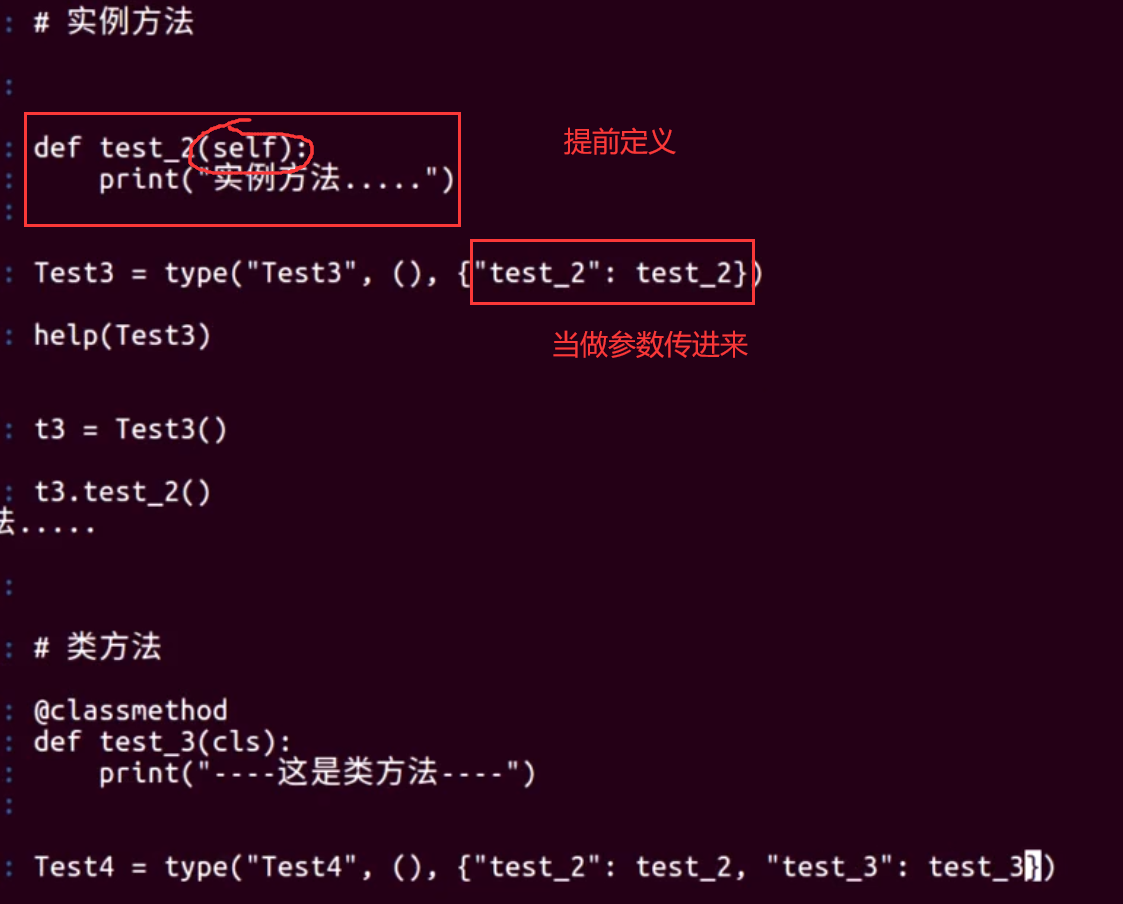 : # 实例方法
:
: def test_2(self):
:     print("实例方法.....")
:
提前定义
: Test3 = type("Test3", (), {"test_2": test_2})
: help(Test3)
当做参数传进来
: t3 = Test3()
: t3.test_2()
法.....
:
: # 类方法
: @classmethod
: def test_3(cls):
:     print("----这是类方法----")
:
: Test4 = type("Test4", (), {"test_2": test_2, "test_3": test_3})